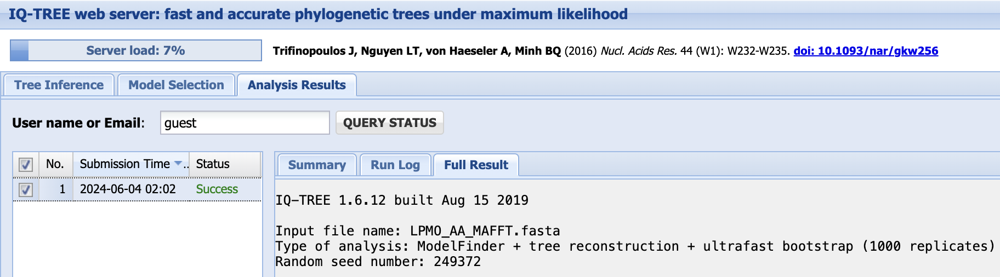 IQ-TREE web server: fast and accurate phylogenetic trees under maximum likelihood
Server load: 7%
Trifinopoulos J, Nguyen LT, von Haeseler A, Minh BQ (2016) Nucl. Acids Res. 44 (W1): W232-W235. doi: 10.1093/nar/gkw256
Tree Inference Model Selection Analysis Results
User name or Email: guest QUERY STATUS
No. Submission Time .. Status
1 2024-06-04 02:02 Success
Summary Run Log Full Result
IQ-TREE 1.6.12 built Aug 15 2019
Input file name: LPMO_AA_MAFFT.fasta
Type of analysis: ModelFinder + tree reconstruction + ultrafast bootstrap (1000 replicates)
Random seed number: 249372